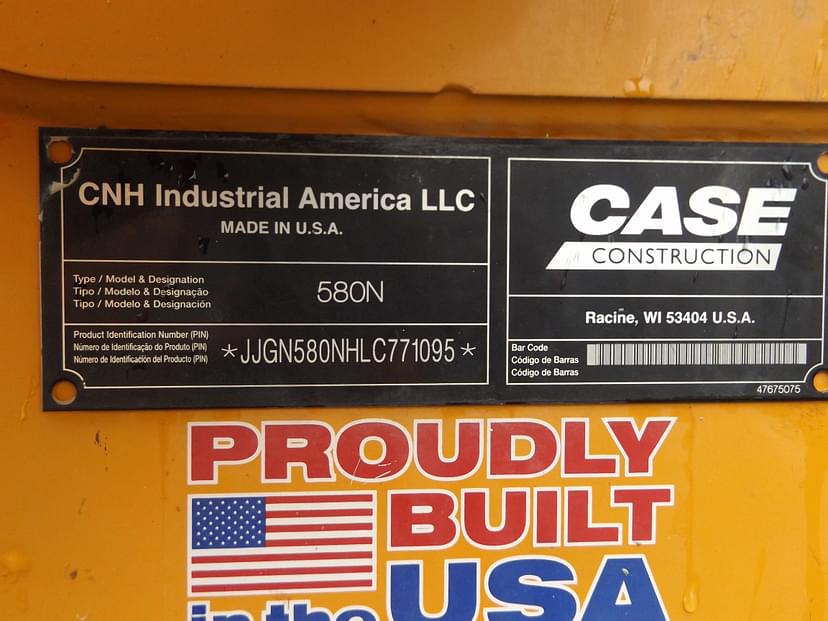 CNH Industrial America LLC
MADE IN U.S.A.
Type / Model & Designation
Tipo / Modelo & Designação
Tipo / Modelo & Designación
580N
Product Identification Number (PIN)
Número de Identificação do Produto (PIN)
Número de Identificación del Producto (PIN)
*JJGN580NHLC771095*
CASE
CONSTRUCTION
Racine, WI 53404 U.S.A.
Bar Code
Código de Barras
Código de Barras
47675075
PROUDLY
BUILT
in the USA